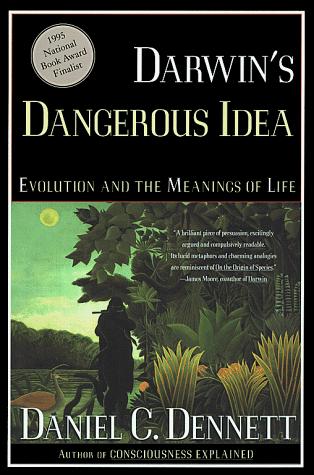 1995
National
Book Award
Finalist
DARWIN'S
DANGEROUS IDEA
EVOLUTION AND THE MEANINGS OF LIFE
"A brilliant piece of persuasion, excitingly
argued and compulsively readable.
Its lucid metaphors and charming analogies
are reminiscent of On the Origin of Species."
—James Moore, coauthor of Darwin
DANIEL C. DENNETT
AUTHOR OF CONSCIOUSNESS EXPLAINED